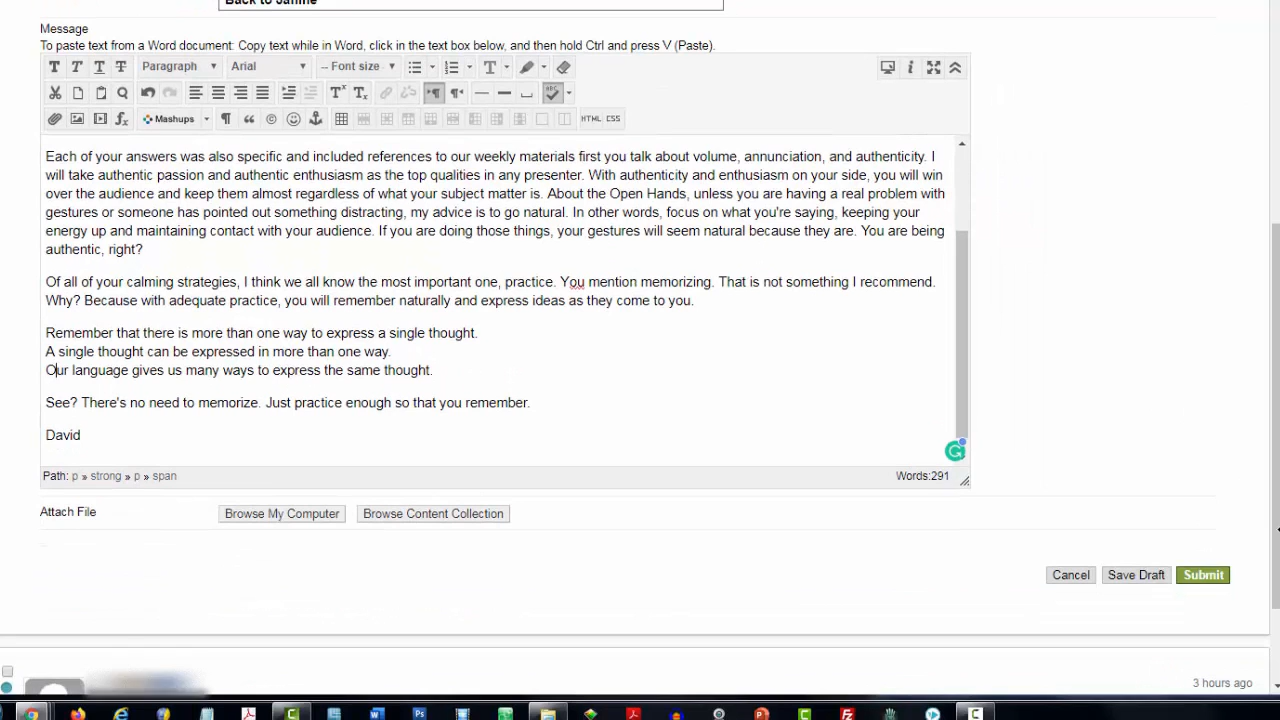 Back to Janine
Message
To paste text from a Word document: Copy text while in Word, click in the text box below, and then hold Ctrl and press V (Paste).
T T T T Paragraph Arial -- Font size T
Mashups HTML CSS
Each of your answers was also specific and included references to our weekly materials first you talk about volume, annunciation, and authenticity. I
will take authentic passion and authentic enthusiasm as the top qualities in any presenter. With authenticity and enthusiasm on your side, you will win
over the audience and keep them almost regardless of what your subject matter is. About the Open Hands, unless you are having a real problem with
gestures or someone has pointed out something distracting, my advice is to go natural. In other words, focus on what you're saying, keeping your
energy up and maintaining contact with your audience. If you are doing those things, your gestures will seem natural because they are. You are being
authentic, right?
Of all of your calming strategies, I think we all know the most important one, practice. You mention memorizing. That is not something I recommend.
Why? Because with adequate practice, you will remember naturally and express ideas as they come to you.
Remember that there is more than one way to express a single thought.
A single thought can be expressed in more than one way.
Our language gives us many ways to express the same thought.
See? There's no need to memorize. Just practice enough so that you remember.
David
Path: p » strong » p » span Words:291
Attach File Browse My Computer Browse Content Collection
Cancel Save Draft Submit
3 hours ago